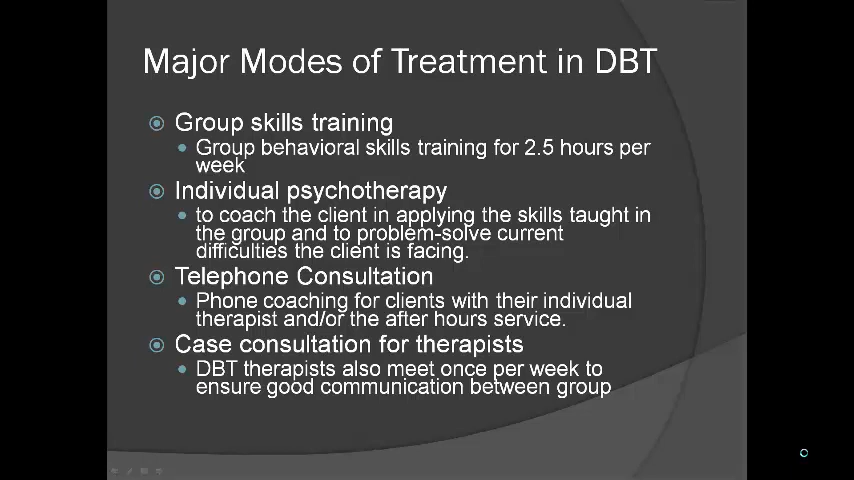 Major Modes of Treatment in DBT
Group skills training
Group behavioral skills training for 2.5 hours per
week
Individual psychotherapy
to coach the client in applying the skills taught in
the group and to problem-solve current
difficulties the client is facing.
Telephone Consultation
Phone coaching for clients with their individual
therapist and/or the after hours service.
Case consultation for therapists
DBT therapists also meet once per week to
ensure good communication between group